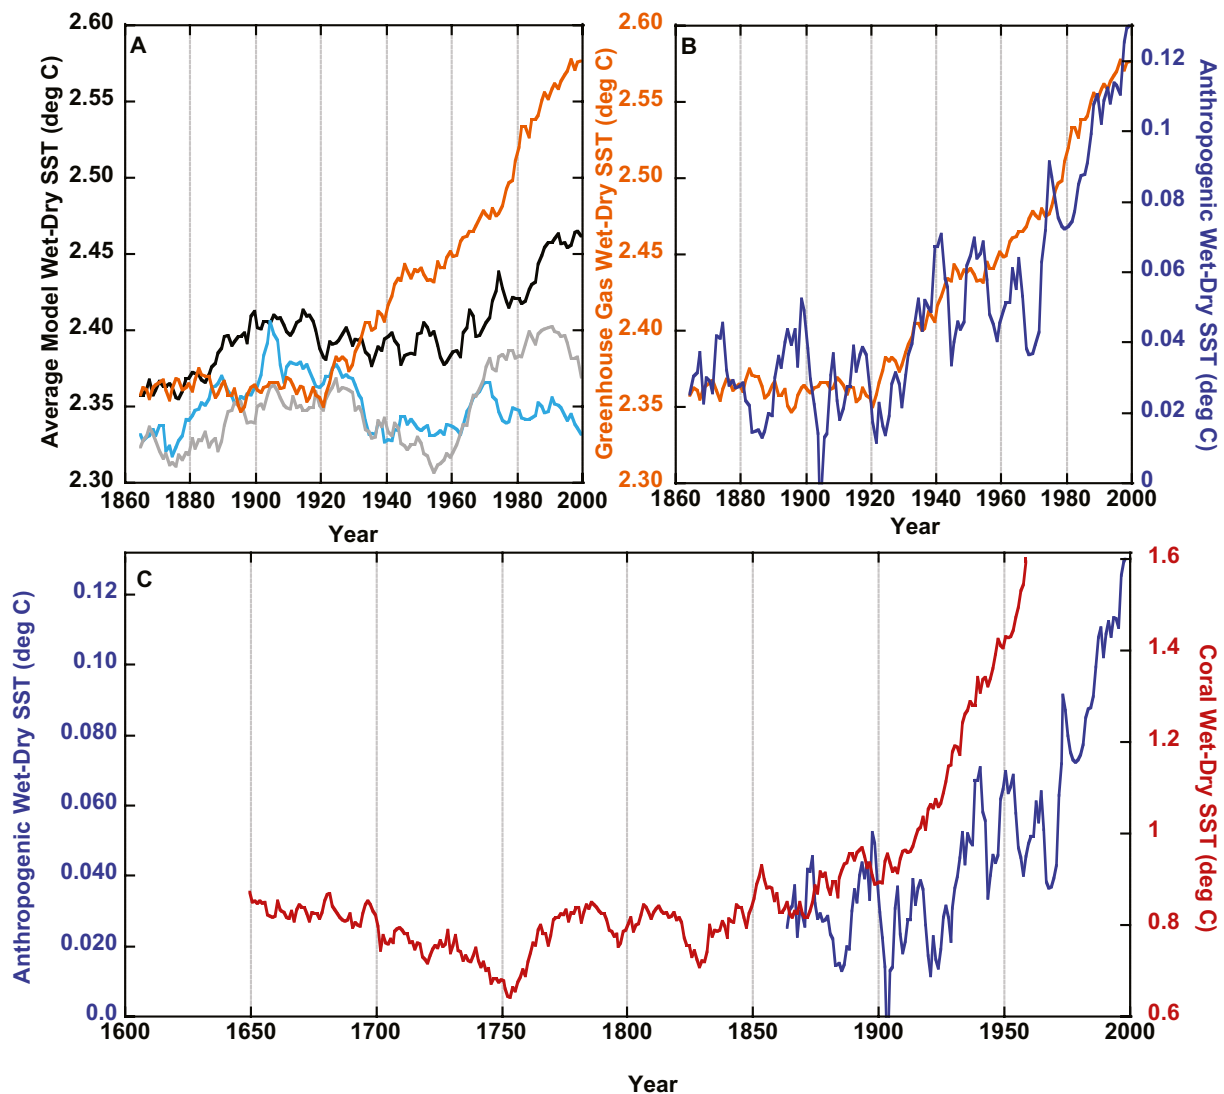 A
Average Model Wet-Dry SST (deg C)
2.60
2.55
2.50
2.45
2.40
2.35
2.30
1860 1880 1900 1920 1940 1960 1980 2000
Year
B
Greenhouse Gas Wet-Dry SST (deg C)
2.60
2.55
2.50
2.45
2.40
2.35
2.30
Anthropogenic Wet-Dry SST (deg C)
0.12
0.1
0.08
0.06
0.04
0.02
0
1860 1880 1900 1920 1940 1960 1980 2000
Year
C
Anthropogenic Wet-Dry SST (deg C)
0.12
0.10
0.080
0.060
0.040
0.020
0.0
Coral Wet-Dry SST (deg C)
1.6
1.4
1.2
1
0.8
0.6
1600 1650 1700 1750 1800 1850 1900 1950 2000
Year